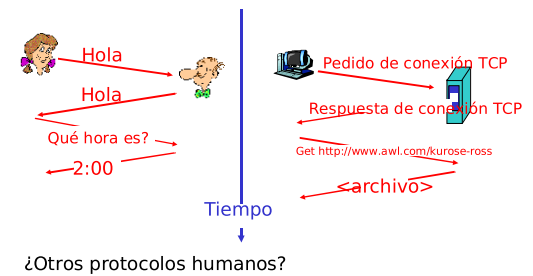 Hola
Hola
Qué hora es?
2:00
Pedido de conexión TCP
Respuesta de conexión TCP
Get http://www.awl.com/kurose-ross
<archivo>
Tiempo
¿Otros protocolos humanos?